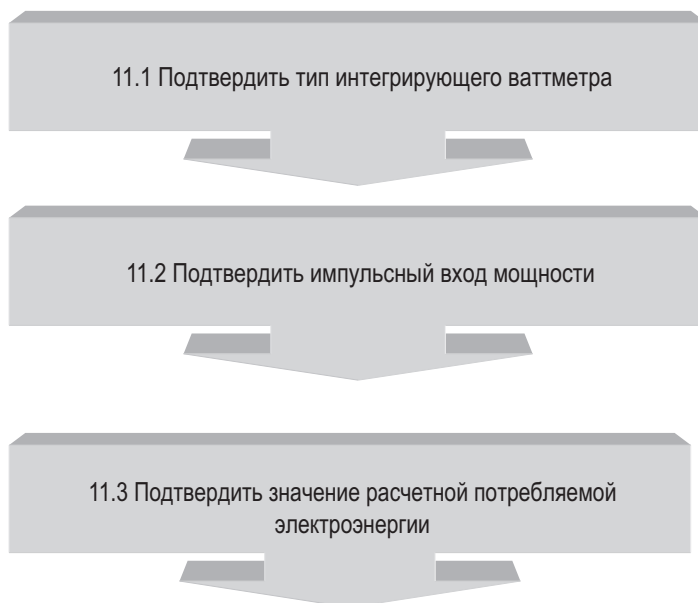 11.1 Подтвердить тип интегрирующего ваттметра
11.2 Подтвердить импульсный вход мощности
11.3 Подтвердить значение расчетной потребляемой
электроэнергии